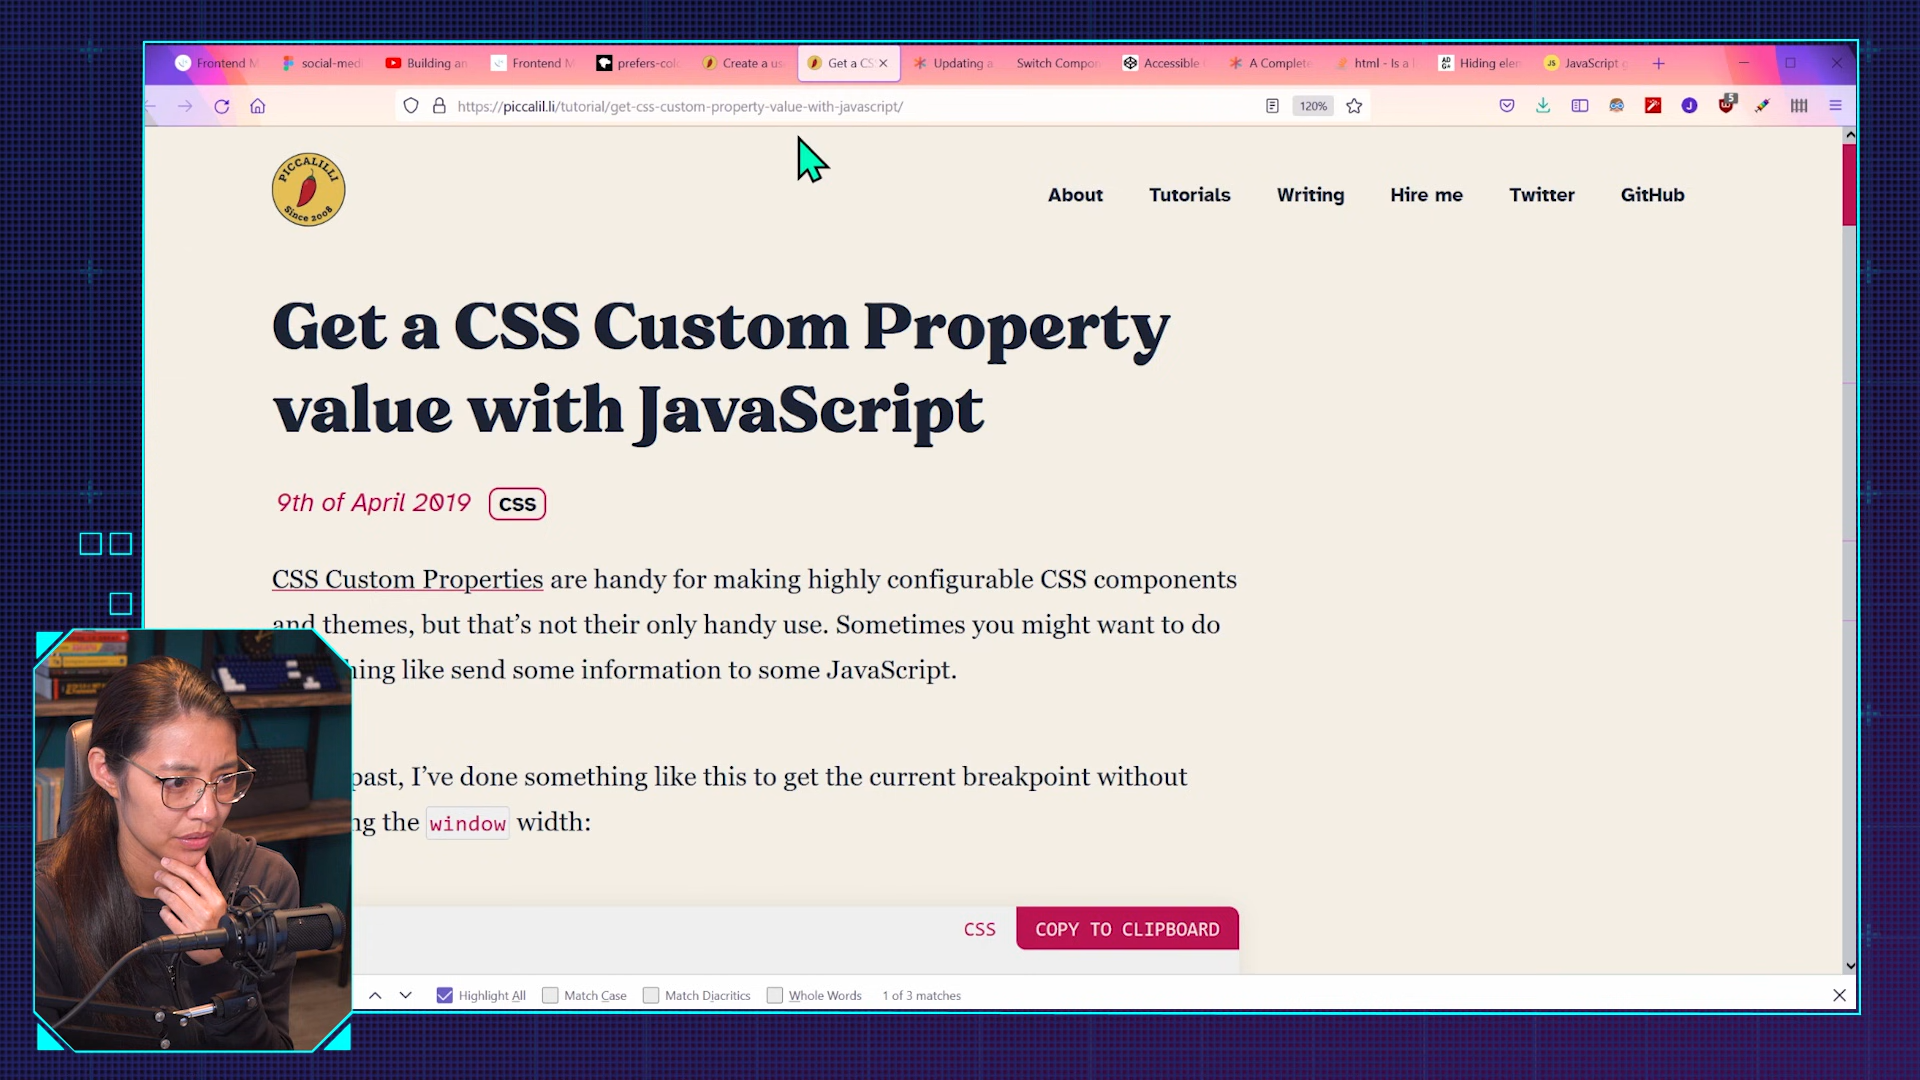 Frontend M
social-med
Building an
Frontend M
prefers-col
Create a us
Get a CS
Updating a
Switch Compon
Accessible
A Complete
html - Is a
Hiding elem
JavaScript g
https://piccalil.li/tutorial/get-css-custom-property-value-with-javascript/
120%
5
PICCALILLI
Since 2008
About
Tutorials
Writing
Hire me
Twitter
GitHub
Get a CSS Custom Property
value with JavaScript
9th of April 2019
CSS
CSS Custom Properties are handy for making highly configurable CSS components
and themes, but that’s not their only handy use. Sometimes you might want to do
hing like send some information to some JavaScript.
past, I’ve done something like this to get the current breakpoint without
ng the window width:
CSS
COPY TO CLIPBOARD
Highlight All
Match Case
Match Diacritics
Whole Words
1 of 3 matches